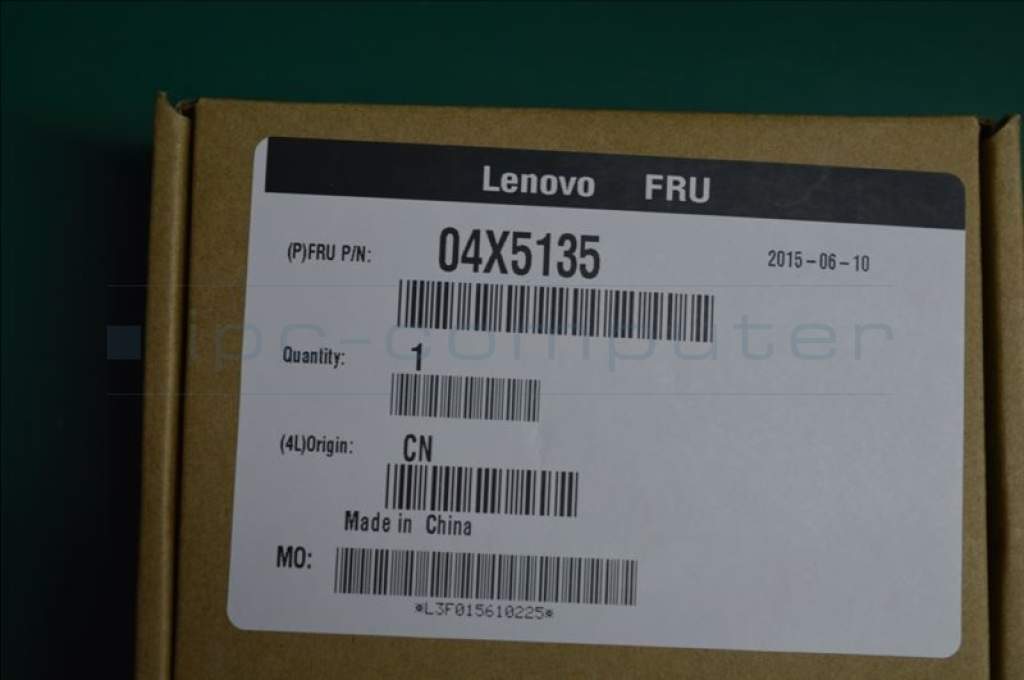 Lenovo FRU
(P)FRU P/N: 04X5135 2015-06-10
ipc-computer
Quantity: 1
(4L)Origin: CN
Made in China
MO:
*L3F015610225*